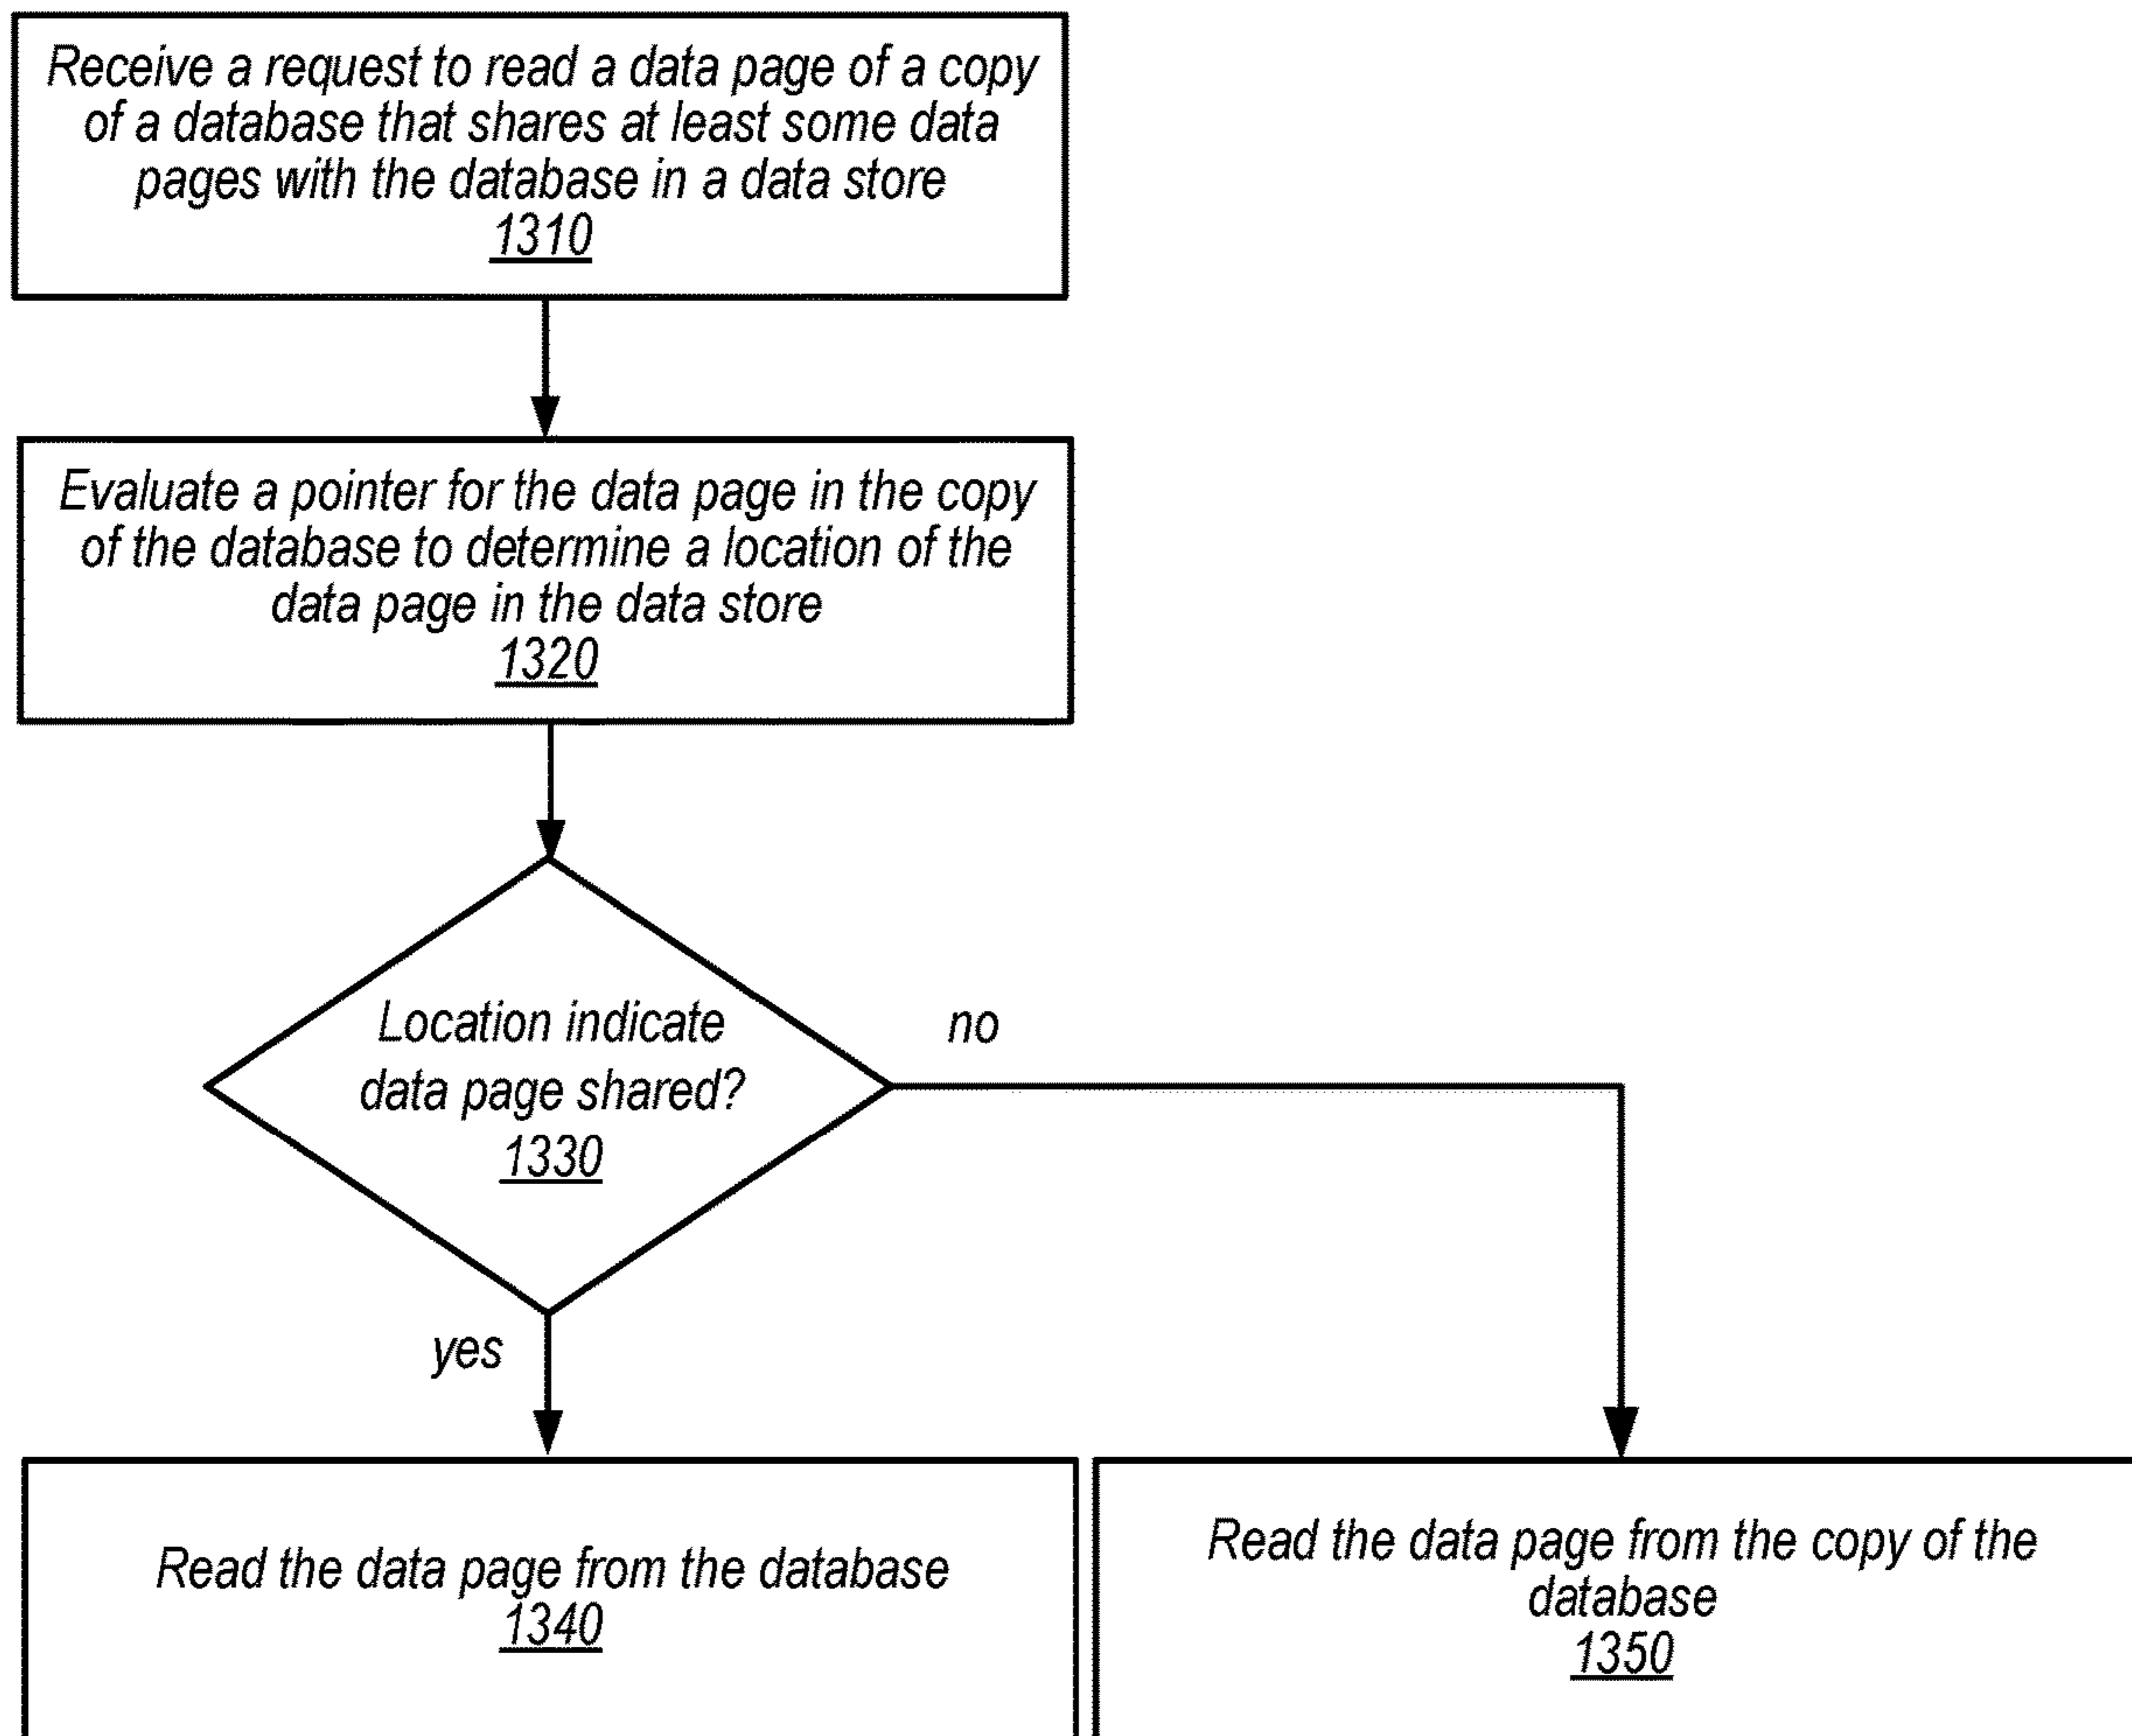 Receive a request to read a data page of a copy
of a database that shares at least some data
pages with the database in a data store
1310
Evaluate a pointer for the data page in the copy
of the database to determine a location of the
data page in the data store
1320
Location indicate
data page shared?
1330
no
yes
Read the data page from the database
1340
Read the data page from the copy of the
database
1350